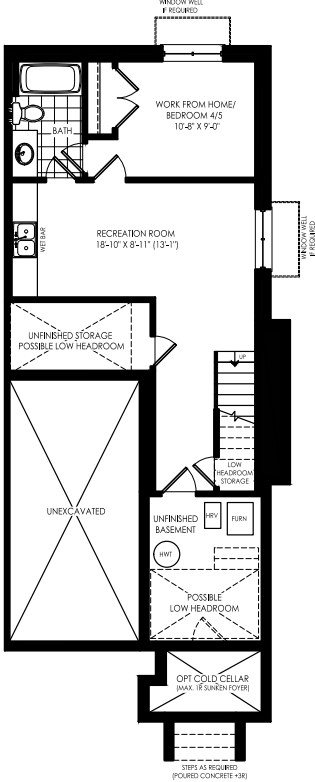 WINDOW WELL
IF REQUIRED
WORK FROM HOME/
BEDROOM 4/5
10'-8" X 9'-0"
BATH
WET BAR
RECREATION ROOM
18'-10" X 8'-11" (13'-1")
WINDOW WELL
IF REQUIRED
UNFINISHED STORAGE
POSSIBLE LOW HEADROOM
UP
LOW
HEADROOM
STORAGE
UNEXCAVATED
UNFINISHED
BASEMENT
HRV
FURN
HWT
POSSIBLE
LOW HEADROOM
OPT COLD CELLAR
(MAX. 1R SUNKEN FOYER)
STEPS AS REQUIRED
(POURED CONCRETE +3R)